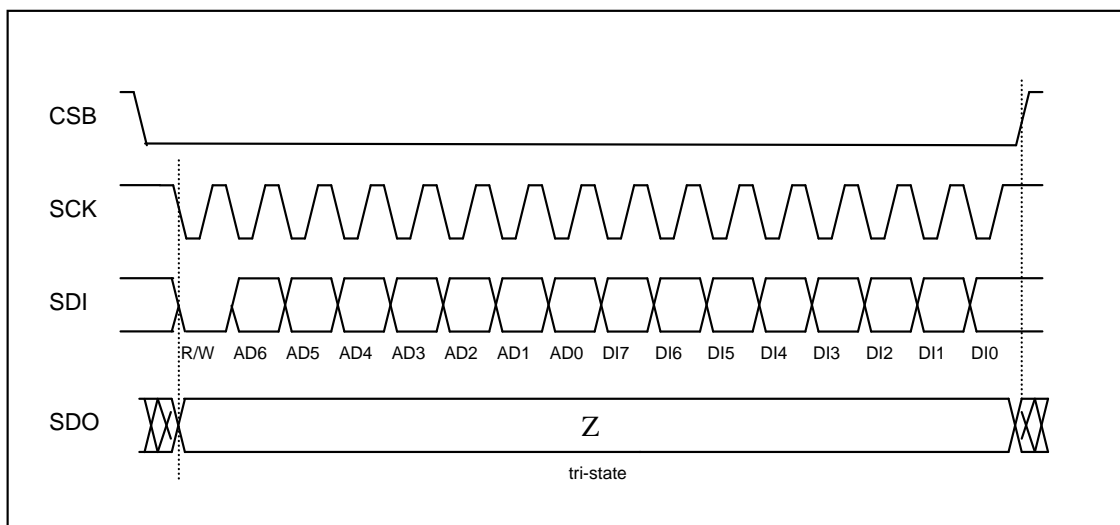 CSB
SCK
SDI
R/W AD6 AD5 AD4 AD3 AD2 AD1 AD0 DI7 DI6 DI5 DI4 DI3 DI2 DI1 DI0
SDO
Z
tri-state